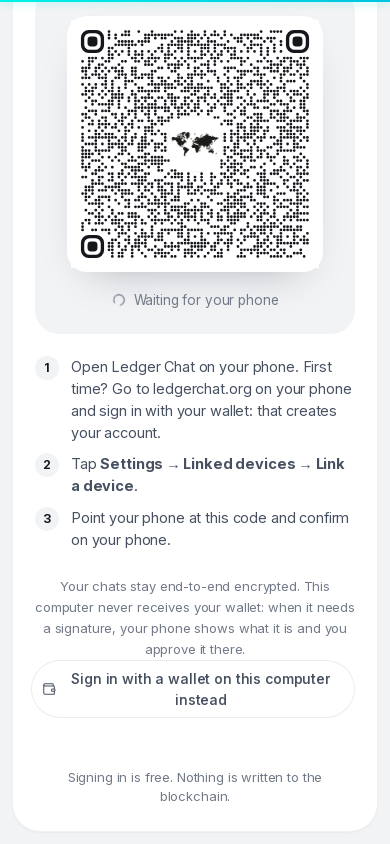 Waiting for your phone
1 Open Ledger Chat on your phone. First
time? Go to ledgerchat.org on your phone
and sign in with your wallet: that creates
your account.
2 Tap Settings → Linked devices → Link
a device.
3 Point your phone at this code and confirm
on your phone.
Your chats stay end-to-end encrypted. This
computer never receives your wallet: when it needs
a signature, your phone shows what it is and you
approve it there.
Sign in with a wallet on this computer
instead
Signing in is free. Nothing is written to the
blockchain.